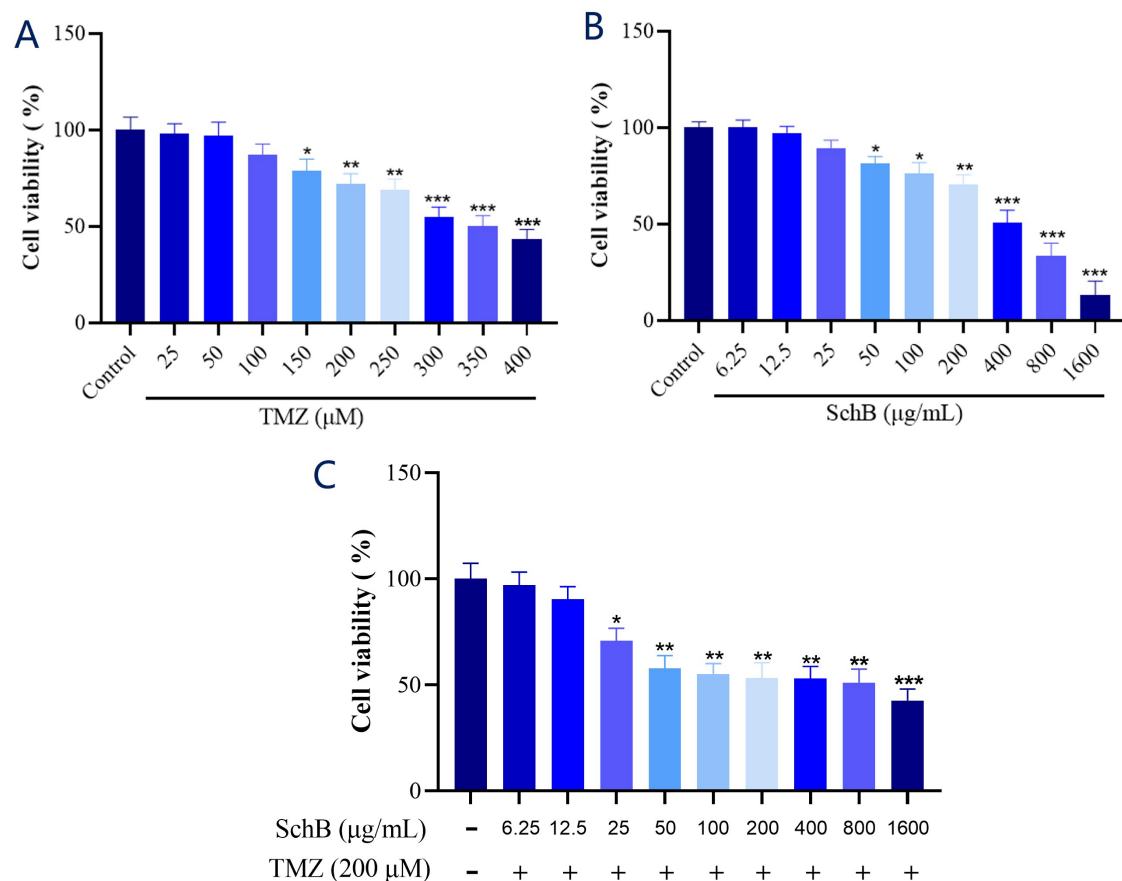 A
150
100
50
0
Cell viability ( %)
* ** ** *** *** ***
Control 25 50 100 150 200 250 300 350 400
TMZ (μM)
B
150
100
50
0
Cell viability ( %)
* * ** *** *** ***
Control 6.25 12.5 25 50 100 200 400 800 1600
SchB (μg/mL)
C
150
100
50
0
Cell viability ( %)
* ** ** ** ** ** ***
SchB (μg/mL) - 6.25 12.5 25 50 100 200 400 800 1600
TMZ (200 μM) - + + + + + + + + +